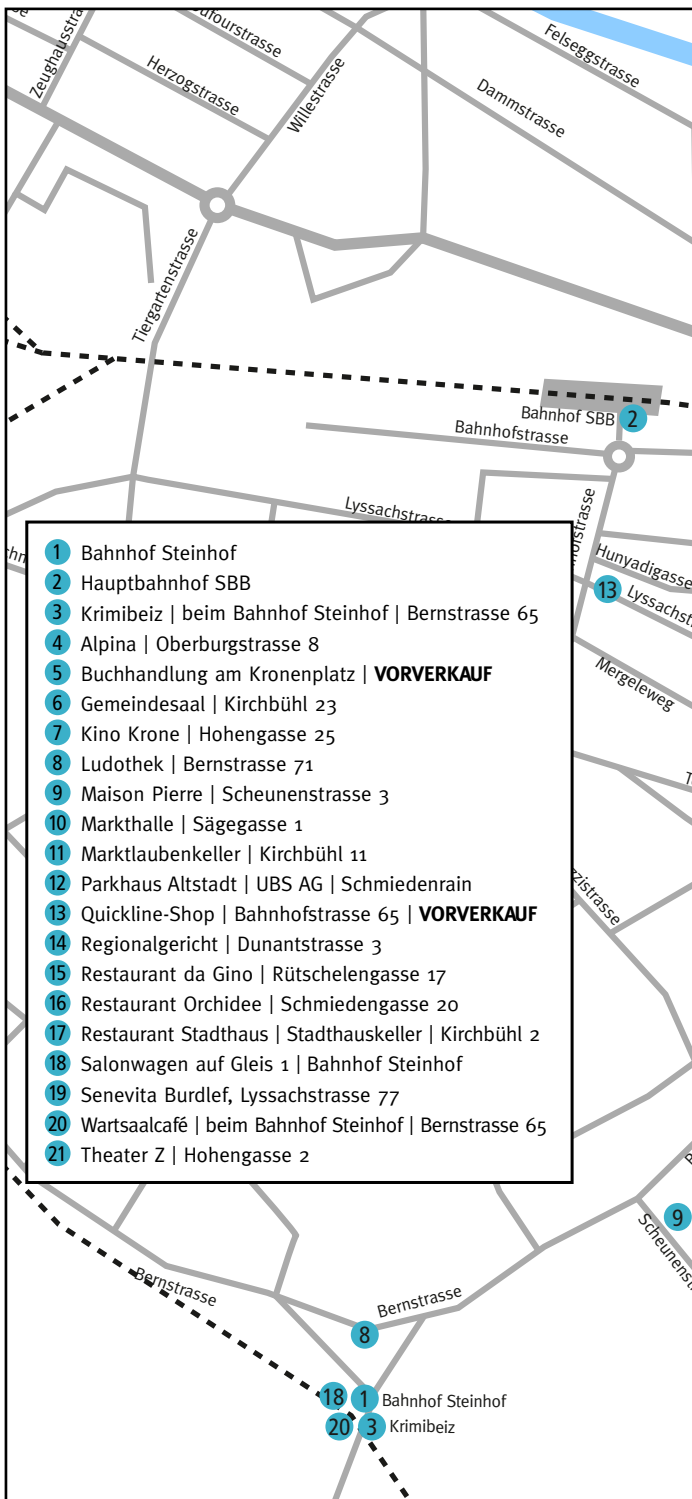 Zeughausstra
ufourstrasse
Herzogstrasse
Willestrasse
Felseggstrasse
Dammstrasse
Tiergartenstrasse
Bahnhof SBB 2
Bahnhofstrasse
Lyssachstrasse
hofstrasse
Hunyadigasse
13
Lyssachst
Mergeleweg
1 Bahnhof Steinhof
2 Hauptbahnhof SBB
3 Krimibeiz | beim Bahnhof Steinhof | Bernstrasse 65
4 Alpina | Oberburgstrasse 8
5 Buchhandlung am Kronenplatz | VORVERKAUF
6 Gemeindesaal | Kirchbühl 23
7 Kino Krone | Hohengasse 25
8 Ludothek | Bernstrasse 71
9 Maison Pierre | Scheunenstrasse 3
10 Markthalle | Sägegasse 1
11 Marktlaubenkeller | Kirchbühl 11
12 Parkhaus Altstadt | UBS AG | Schmiedenrain
13 Quickline-Shop | Bahnhofstrasse 65 | VORVERKAUF
14 Regionalgericht | Dunantstrasse 3
15 Restaurant da Gino | Rütschelengasse 17
16 Restaurant Orchidee | Schmiedengasse 20
17 Restaurant Stadthaus | Stadthauskeller | Kirchbühl 2
18 Salonwagen auf Gleis 1 | Bahnhof Steinhof
19 Senevita Burdlef, Lyssachstrasse 77
20 Wartsaalcafé | beim Bahnhof Steinhof | Bernstrasse 65
21 Theater Z | Hohengasse 2
zzistrasse
9
Scheunenstr
Bernstrasse
Bernstrasse
8
18 1 Bahnhof Steinhof
20 3 Krimibeiz